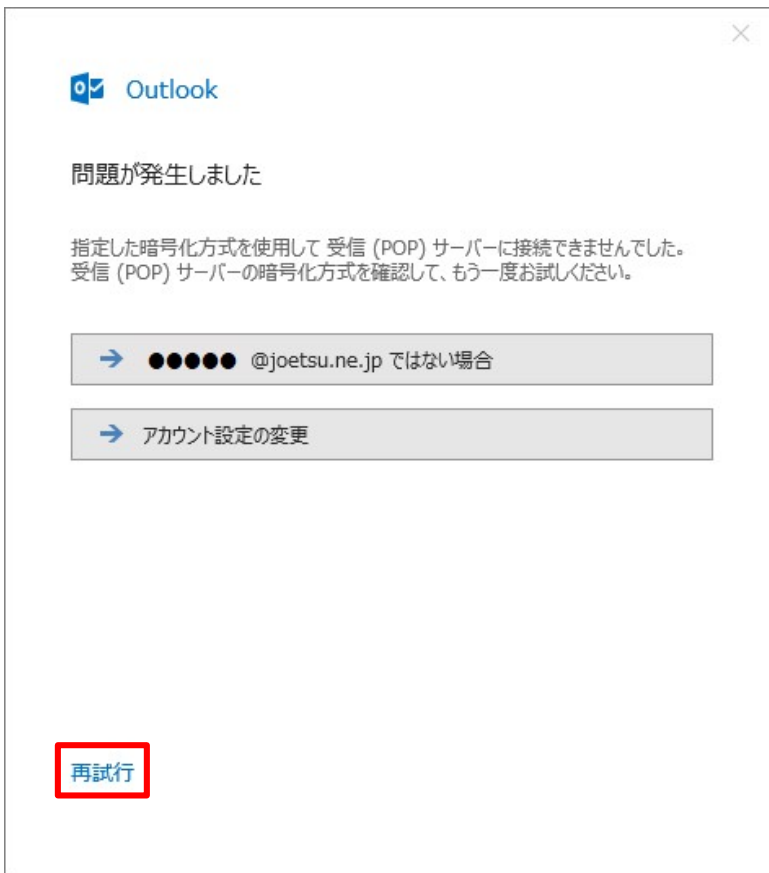 Outlook
問題が発生しました
指定した暗号化方式を使用して 受信 (POP) サーバーに接続できませんでした。
受信 (POP) サーバーの暗号化方式を確認して、もう一度お試しください。
→ ●●●●● @joetsu.ne.jp ではない場合
→ アカウント設定の変更
再試行